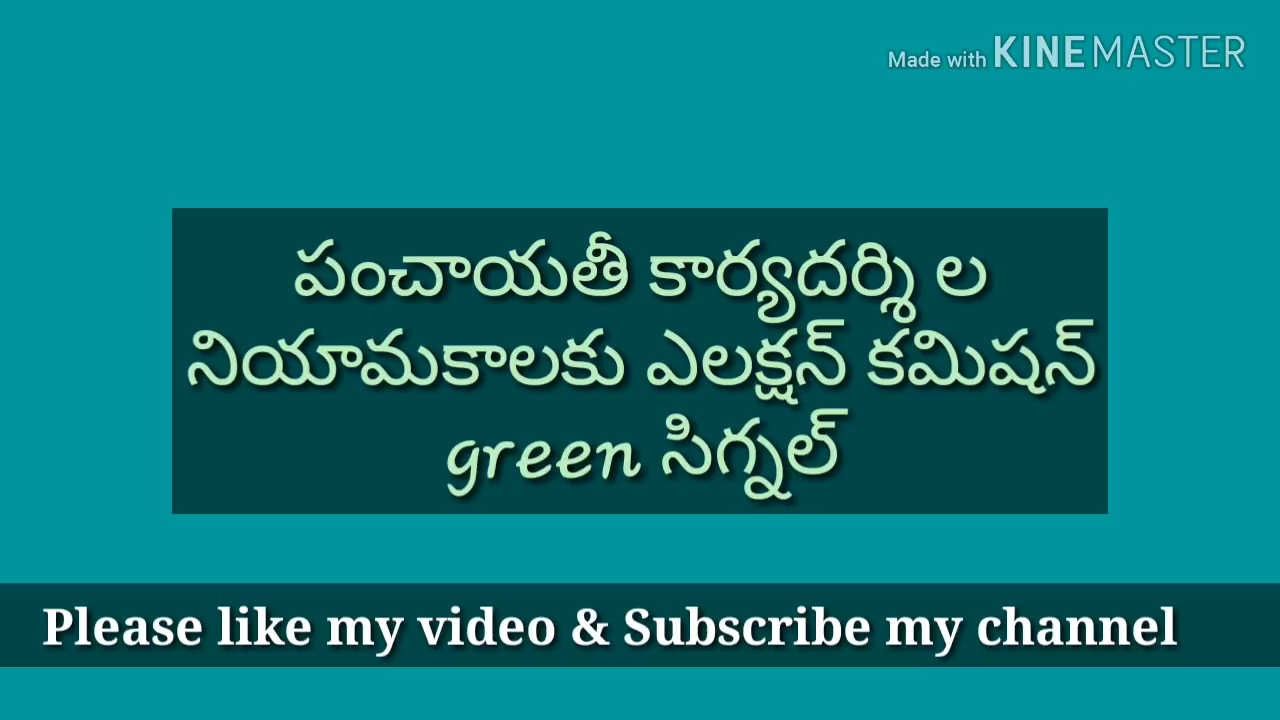 Made with KINEMASTER
పంచాయతీ కార్యదర్శి ల
నియామకాలకు ఎలక్షన్ కమిషన్
green సిగ్నల్
Please like my video & Subscribe my channel